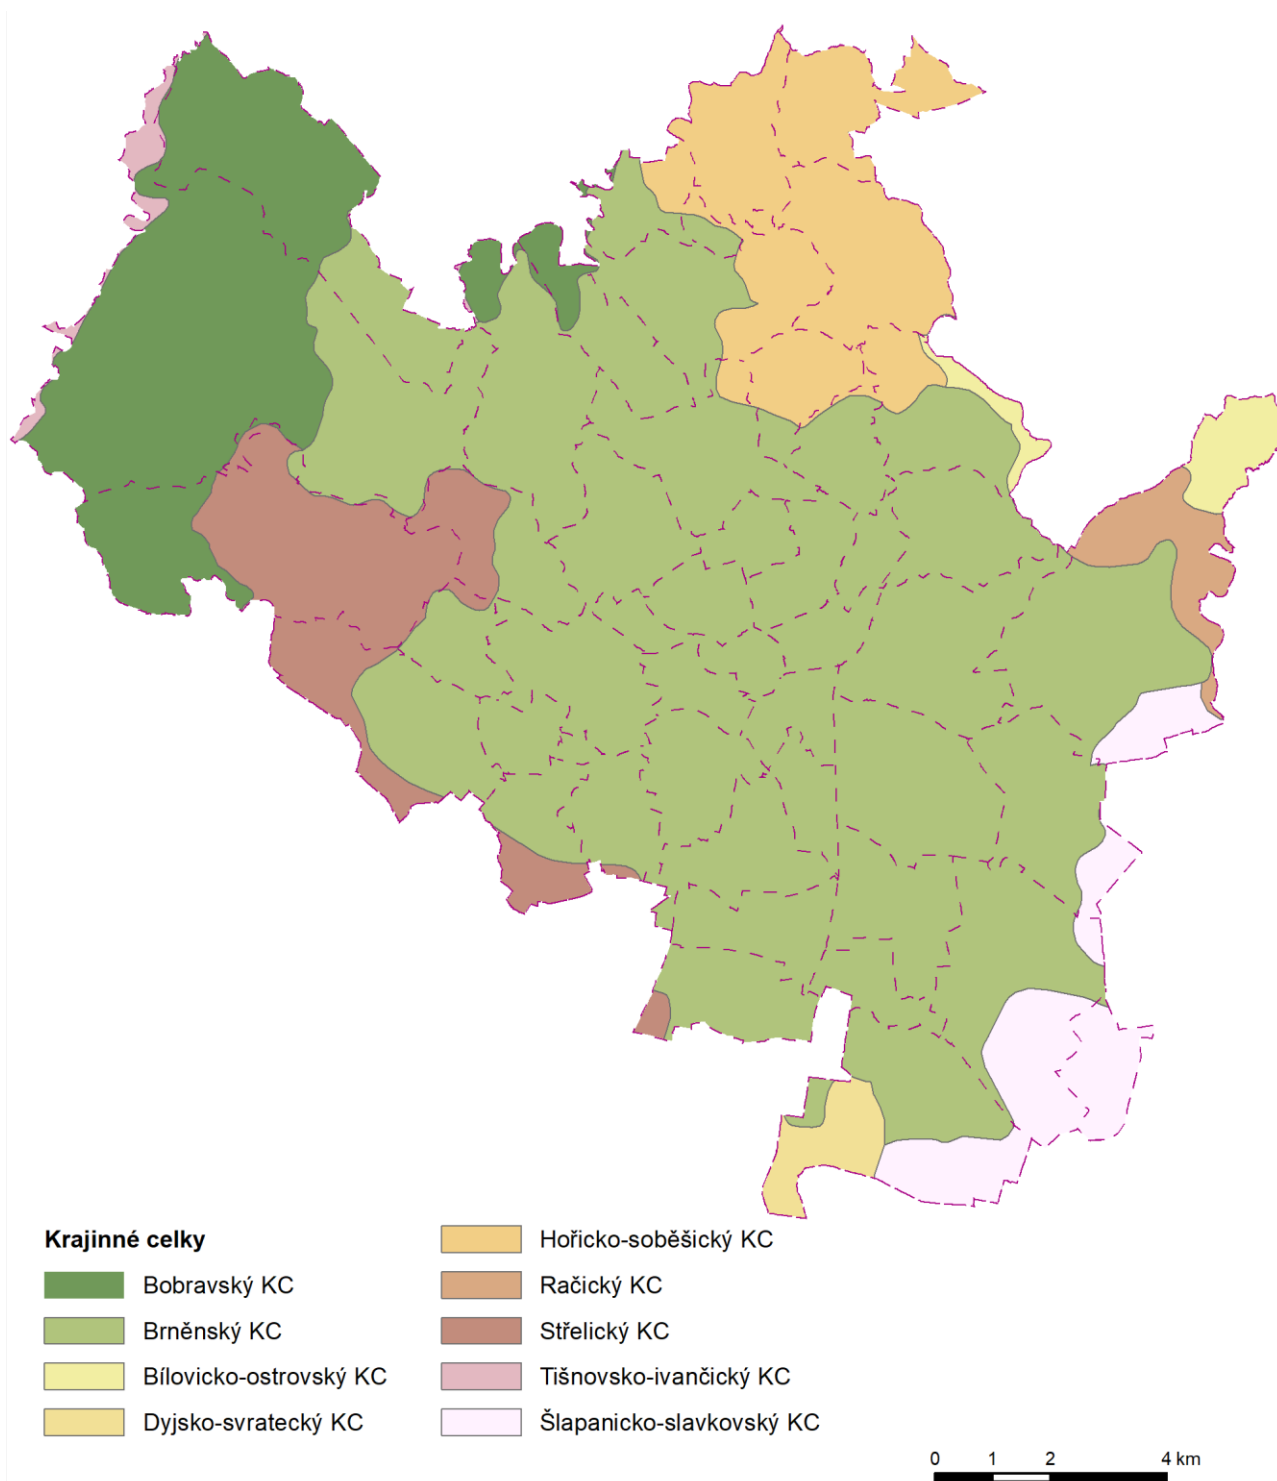 Krajinné celky
Bobravský KC
Brněnský KC
Bílovicko-ostrovský KC
Dyjsko-svratecký KC
Hořicko-soběšický KC
Račický KC
Střelický KC
Tišnovsko-ivančický KC
Šlapanicko-slavkovský KC
0 1 2 4 km